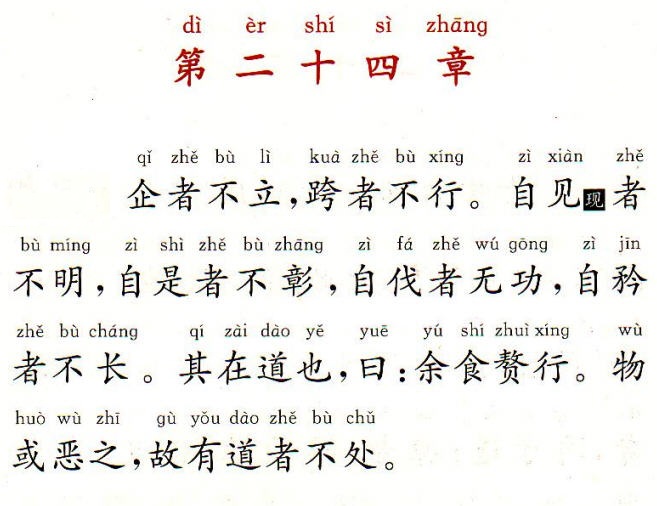 dì èr shí sì zhāng
第二十四章
qǐ zhě bù lì kuà zhě bù xíng zì xiàn zhě
企者不立，跨者不行。自见现者
bù míng zì shì zhě bù zhāng zì fá zhě wú gōng zì jīn
不明，自是者不彰，自伐者无功，自矜
zhě bù cháng qí zài dào yě yuē yú shí zhuì xíng wù
者不长。其在道也，曰：余食赘行。物
huò wù zhī gù yǒu dào zhě bù chǔ
或恶之，故有道者不处。